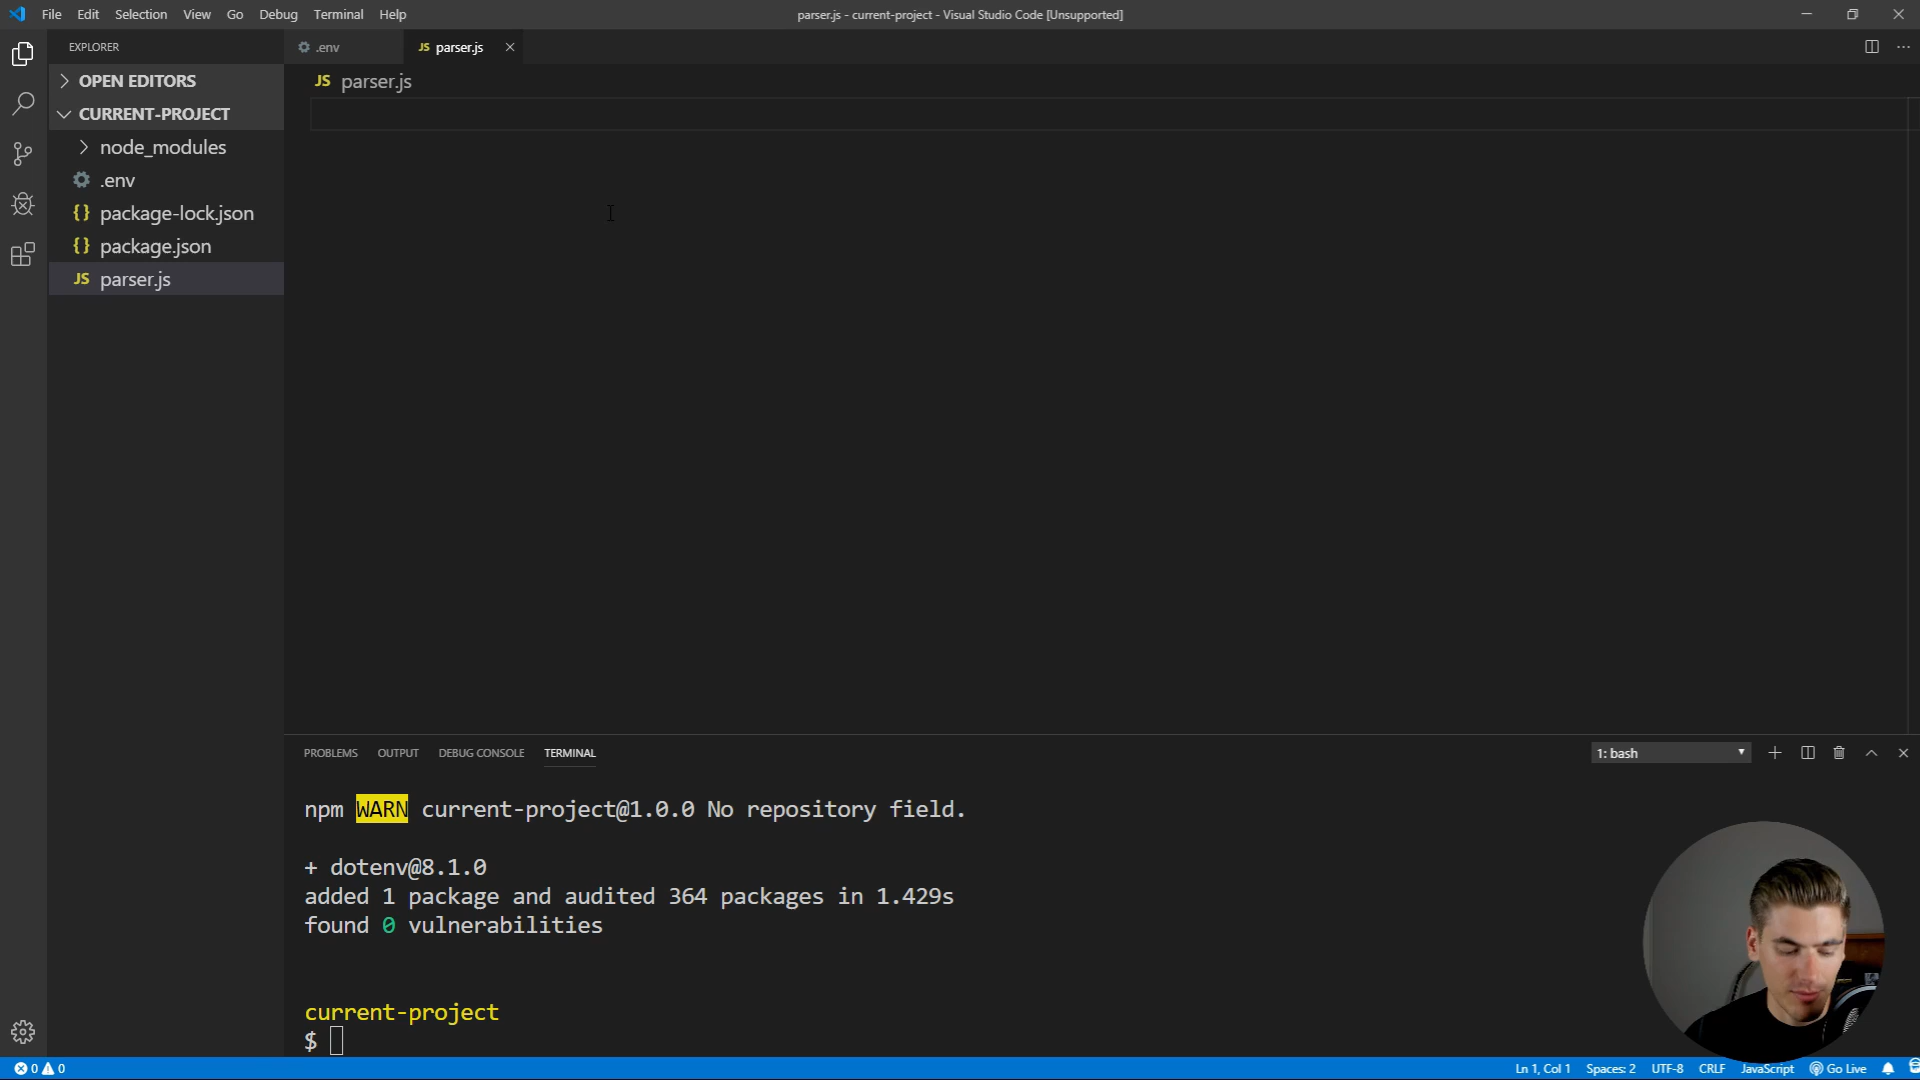 File Edit Selection View Go Debug Terminal Help
parser.js - current-project - Visual Studio Code [Unsupported]
EXPLORER
.env
JS parser.js
OPEN EDITORS
JS parser.js
CURRENT-PROJECT
node_modules
.env
{} package-lock.json
{} package.json
JS parser.js
PROBLEMS OUTPUT DEBUG CONSOLE TERMINAL
1: bash
npm WARN current-project@1.0.0 No repository field.
+ dotenv@8.1.0
added 1 package and audited 364 packages in 1.429s
found 0 vulnerabilities
current-project
$
0 0
Ln 1, Col 1 Spaces: 2 UTF-8 CRLF JavaScript Go Live